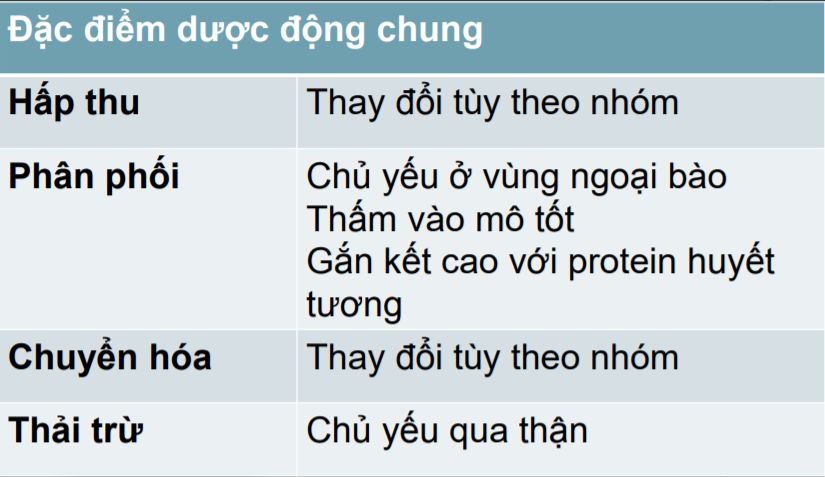 Đặc điểm dược động chung
Hấp thu
Thay đổi tùy theo nhóm
Phân phối
Chủ yếu ở vùng ngoại bào
Thấm vào mô tốt
Gắn kết cao với protein huyết
tương
Chuyển hóa
Thay đổi tùy theo nhóm
Thải trừ
Chủ yếu qua thận